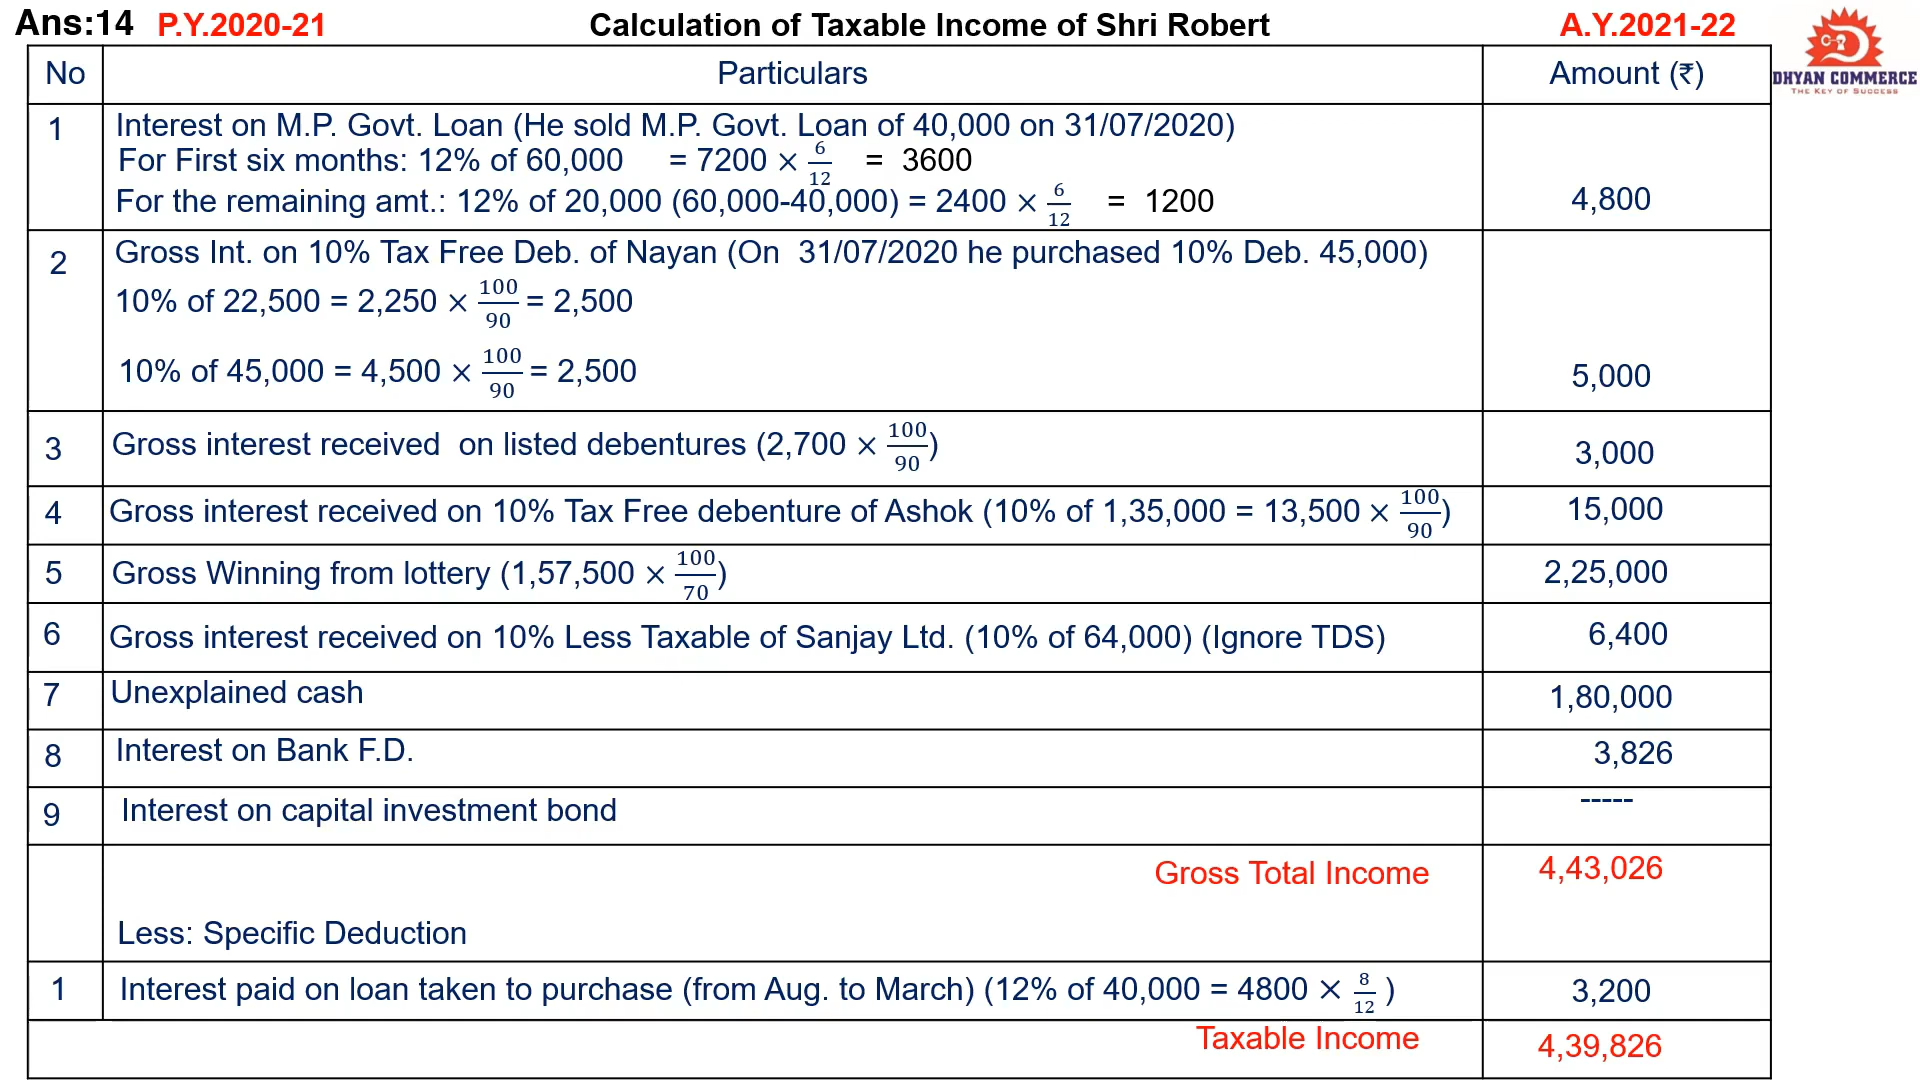 Ans:14 P.Y.2020-21 Calculation of Taxable Income of Shri Robert A.Y.2021-22
DHYAN COMMERCE
THE KEY OF SUCCESS
No Particulars Amount (₹)
1 Interest on M.P. Govt. Loan (He sold M.P. Govt. Loan of 40,000 on 31/07/2020)
For First six months: 12% of 60,000 = 7200 × 6/12 = 3600
For the remaining amt.: 12% of 20,000 (60,000-40,000) = 2400 × 6/12 = 1200 4,800
2 Gross Int. on 10% Tax Free Deb. of Nayan (On 31/07/2020 he purchased 10% Deb. 45,000)
10% of 22,500 = 2,250 × 100/90 = 2,500
10% of 45,000 = 4,500 × 100/90 = 2,500 5,000
3 Gross interest received on listed debentures (2,700 × 100/90) 3,000
4 Gross interest received on 10% Tax Free debenture of Ashok (10% of 1,35,000 = 13,500 × 100/90) 15,000
5 Gross Winning from lottery (1,57,500 × 100/70) 2,25,000
6 Gross interest received on 10% Less Taxable of Sanjay Ltd. (10% of 64,000) (Ignore TDS) 6,400
7 Unexplained cash 1,80,000
8 Interest on Bank F.D. 3,826
9 Interest on capital investment bond -----
Gross Total Income 4,43,026
Less: Specific Deduction
1 Interest paid on loan taken to purchase (from Aug. to March) (12% of 40,000 = 4800 × 8/12 ) 3,200
Taxable Income 4,39,826